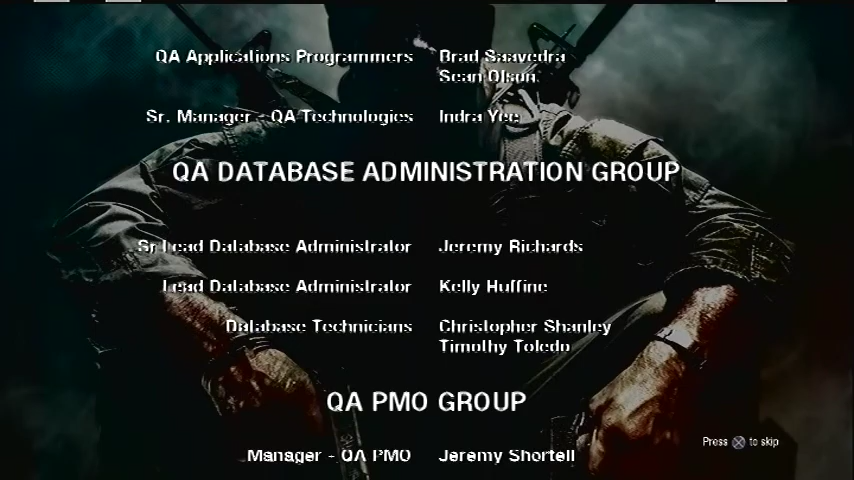 QA Applications Programmers Brad Saavedra
Sean Olson
Sr. Manager - QA Technologies Indra Yee
QA DATABASE ADMINISTRATION GROUP
Sr Lead Database Administrator Jeremy Richards
Lead Database Administrator Kelly Huffine
Database Technicians Christopher Shanley
Timothy Toledo
QA PMO GROUP
Press to skip
Manager - QA PMO Jeremy Shortell